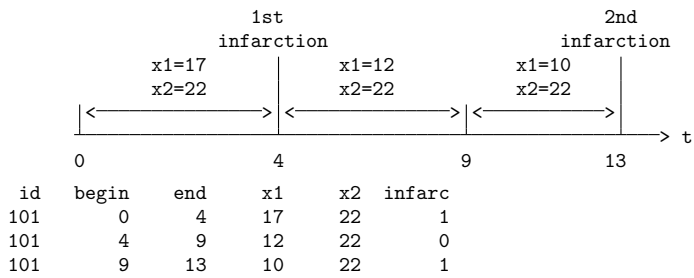 1st 2nd
infarction infarction
x1=17 x1=12 x1=10
x2=22 x2=22 x2=22
t
0 4 9 13
id begin end x1 x2 infarc
101 0 4 17 22 1
101 4 9 12 22 0
101 9 13 10 22 1